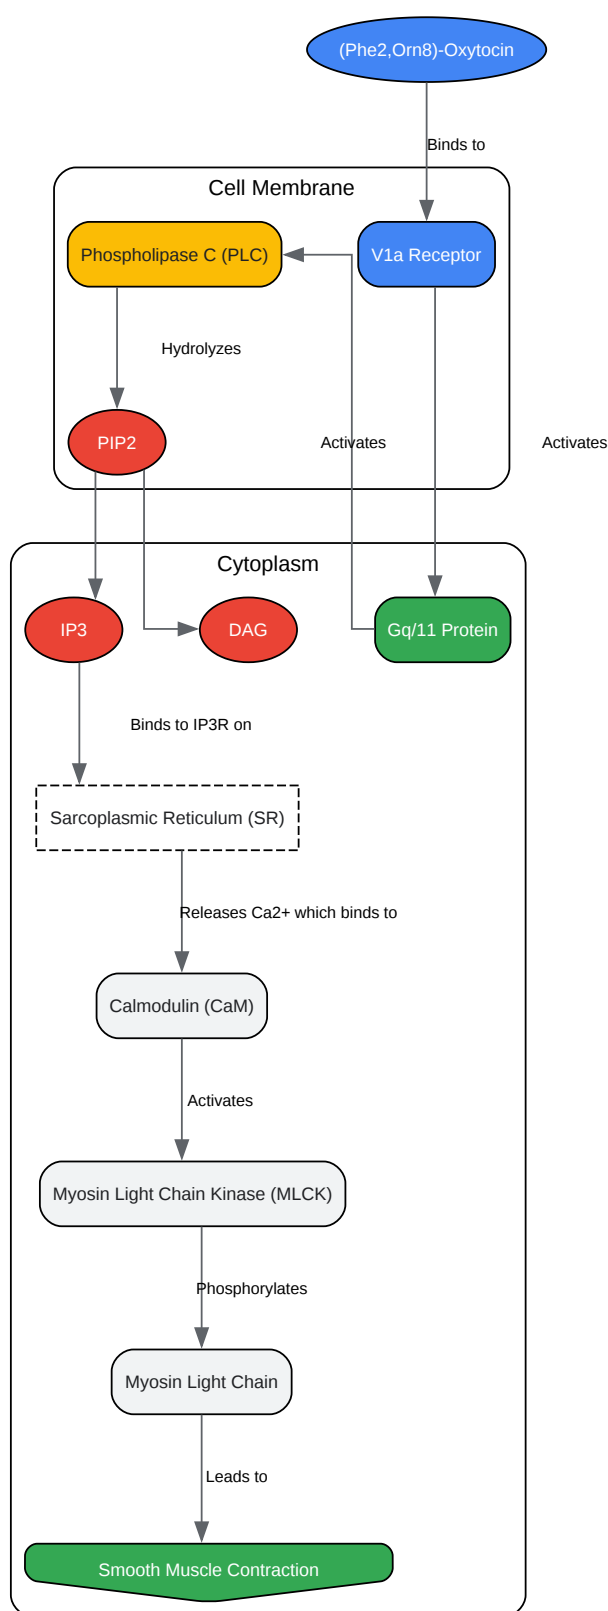 (Phe2,Orn8)-Oxytocin
Binds to
Cell Membrane
Phospholipase C (PLC)
V1a Receptor
Hydrolyzes
PIP2
Activates
Activates
Cytoplasm
IP3
DAG
Gq/11 Protein
Binds to IP3R on
Sarcoplasmic Reticulum (SR)
Releases Ca2+ which binds to
Calmodulin (CaM)
Activates
Myosin Light Chain Kinase (MLCK)
Phosphorylates
Myosin Light Chain
Leads to
Smooth Muscle Contraction